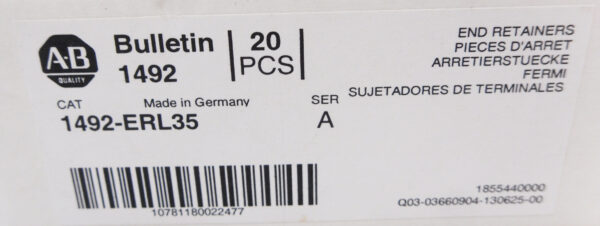 A-B
QUALITY
Bulletin
1492
20
PCS
END RETAINERS
PIECES D'ARRET
ARRETIERSTUECKE
FERMI
SUJETADORES DE TERMINALES
CAT
Made in Germany
SER
1492-ERL35
A
10781180022477
1855440000
Q03-03660904-130625-00